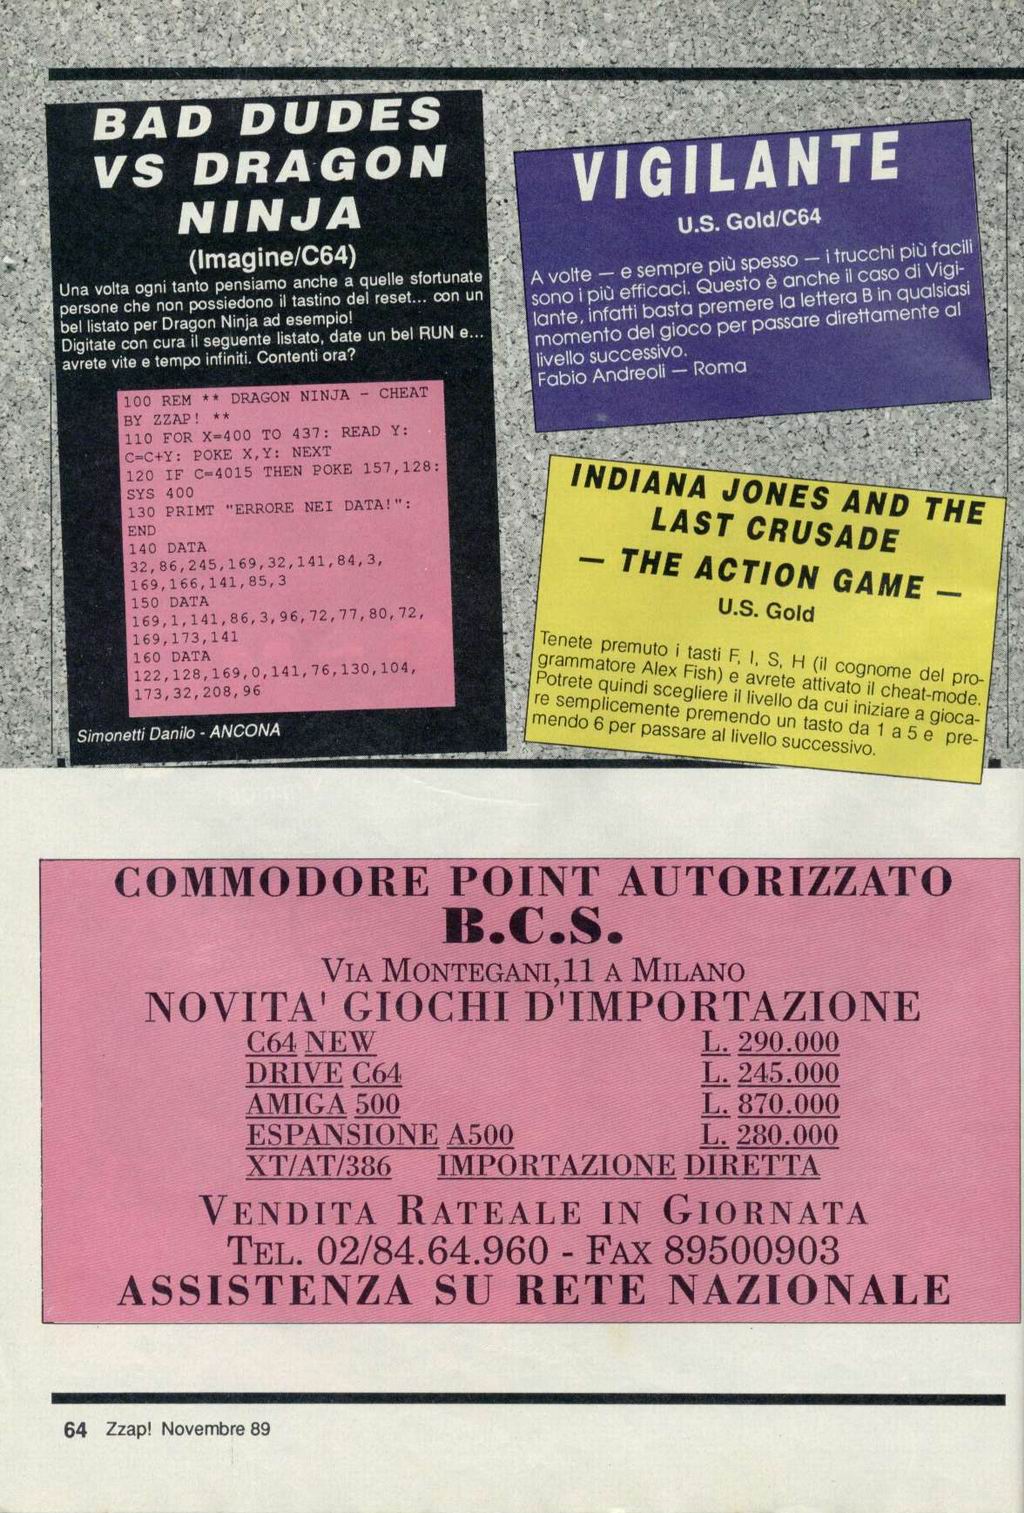 BAD DUDES
VS DRAGON
NINJA
(Imagine/C64)
Una volta ogni tanto pensiamo anche a quelle sfortunate
persone che non possiedono il tastino del reset... con un
bel listato per Dragon Ninja ad esempio!
Digitate con cura il seguente listato, date un bel RUN e...
avrete vite e tempo infiniti. Contenti ora?
100 REM ** DRAGON NINJA - CHEAT
BY ZZAP! **
110 FOR X=400 TO 437: READ Y:
C=C+Y: POKE X,Y: NEXT
120 IF C=4015 THEN POKE 157,128:
SYS 400
130 PRIMT "ERRORE NEI DATA!":
END
140 DATA
32,86,245,169,32,141,84,3,
169,166,141,85,3
150 DATA
169,1,141,86,3,96,72,77,80,72,
169,173,141
160 DATA
122,128,169,0,141,76,130,104,
173,32,208,96
Simonetti Danilo - ANCONA
VIGILANTE
U.S. Gold/C64
A volte — e sempre più spesso — i trucchi più facili
sono i più efficaci. Questo è anche il caso di Vigi-
lante, infatti basta premere la lettera B in qualsiasi
momento del gioco per passare direttamente al
livello successivo.
Fabio Andreoli — Roma
INDIANA JONES AND THE
LAST CRUSADE
— THE ACTION GAME —
U.S. Gold
Tenete premuto i tasti F, I, S, H (il cognome del pro-
grammatore Alex Fish) e avrete attivato il cheat-mode.
Potrete quindi scegliere il livello da cui iniziare a gioca-
re semplicemente premendo un tasto da 1 a 5 e pre-
mendo 6 per passare al livello successivo.
COMMODORE POINT AUTORIZZATO
B.C.S.
VIA MONTEGANI,11 A MILANO
NOVITA' GIOCHI D'IMPORTAZIONE
C64 NEW L. 290.000
DRIVE C64 L. 245.000
AMIGA 500 L. 870.000
ESPANSIONE A500 L. 280.000
XT/AT/386 IMPORTAZIONE DIRETTA
VENDITA RATEALE IN GIORNATA
TEL. 02/84.64.960 - FAX 89500903
ASSISTENZA SU RETE NAZIONALE
64 Zzap! Novembre 89